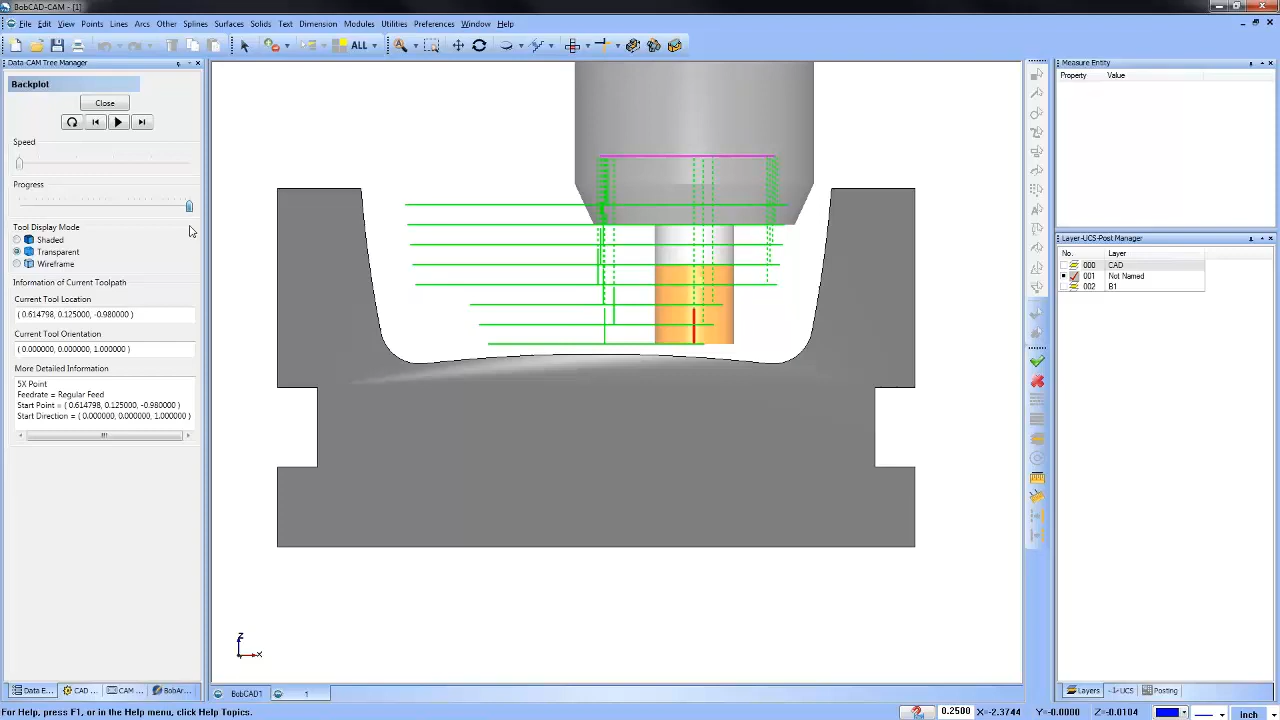 BobCAD-CAM - [1]
File Edit View Points Lines Arcs Other Splines Surfaces Solids Text Dimension Modules Utilities Preferences Window Help
ALL
Data-CAM Tree Manager
Backplot
Close
Speed
Progress
Tool Display Mode
Shaded
Transparent
Wireframe
Information of Current Toolpath
Current Tool Location
( 0.614798, 0.125000, -0.980000 )
Current Tool Orientation
( 0.000000, 0.000000, 1.000000 )
More Detailed Information
5X Point
Feedrate = Regular Feed
Start Point = ( 0.614798, 0.125000, -0.980000 )
Start Direction = ( 0.000000, 0.000000, 1.000000 )
Z
X
Measure Entity
Property Value
Layer-UCS-Post Manager
No. Layer
000 CAD
001 Not Named
002 B1
Data E... CAD ... CAM ... BobAr...
BobCAD1 1
Layers UCS Posting
For Help, press F1, or in the Help menu, click Help Topics.
0.2500 X=-2.3744 Y=-0.0000 Z=-0.0104 Inch